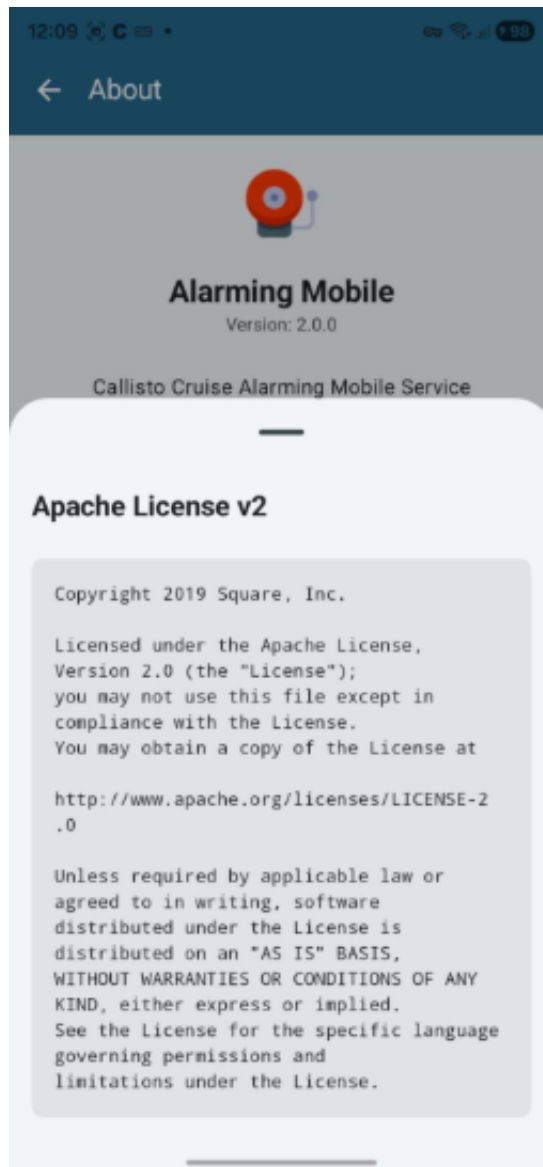 12:09 C 98
About
Alarming Mobile
Version: 2.0.0
Callisto Cruise Alarming Mobile Service
Apache License v2
Copyright 2019 Square, Inc.
Licensed under the Apache License,
Version 2.0 (the "License");
you may not use this file except in
compliance with the License.
You may obtain a copy of the License at
http://www.apache.org/licenses/LICENSE-2
.0
Unless required by applicable law or
agreed to in writing, software
distributed under the License is
distributed on an "AS IS" BASIS,
WITHOUT WARRANTIES OR CONDITIONS OF ANY
KIND, either express or implied.
See the License for the specific language
governing permissions and
limitations under the License.